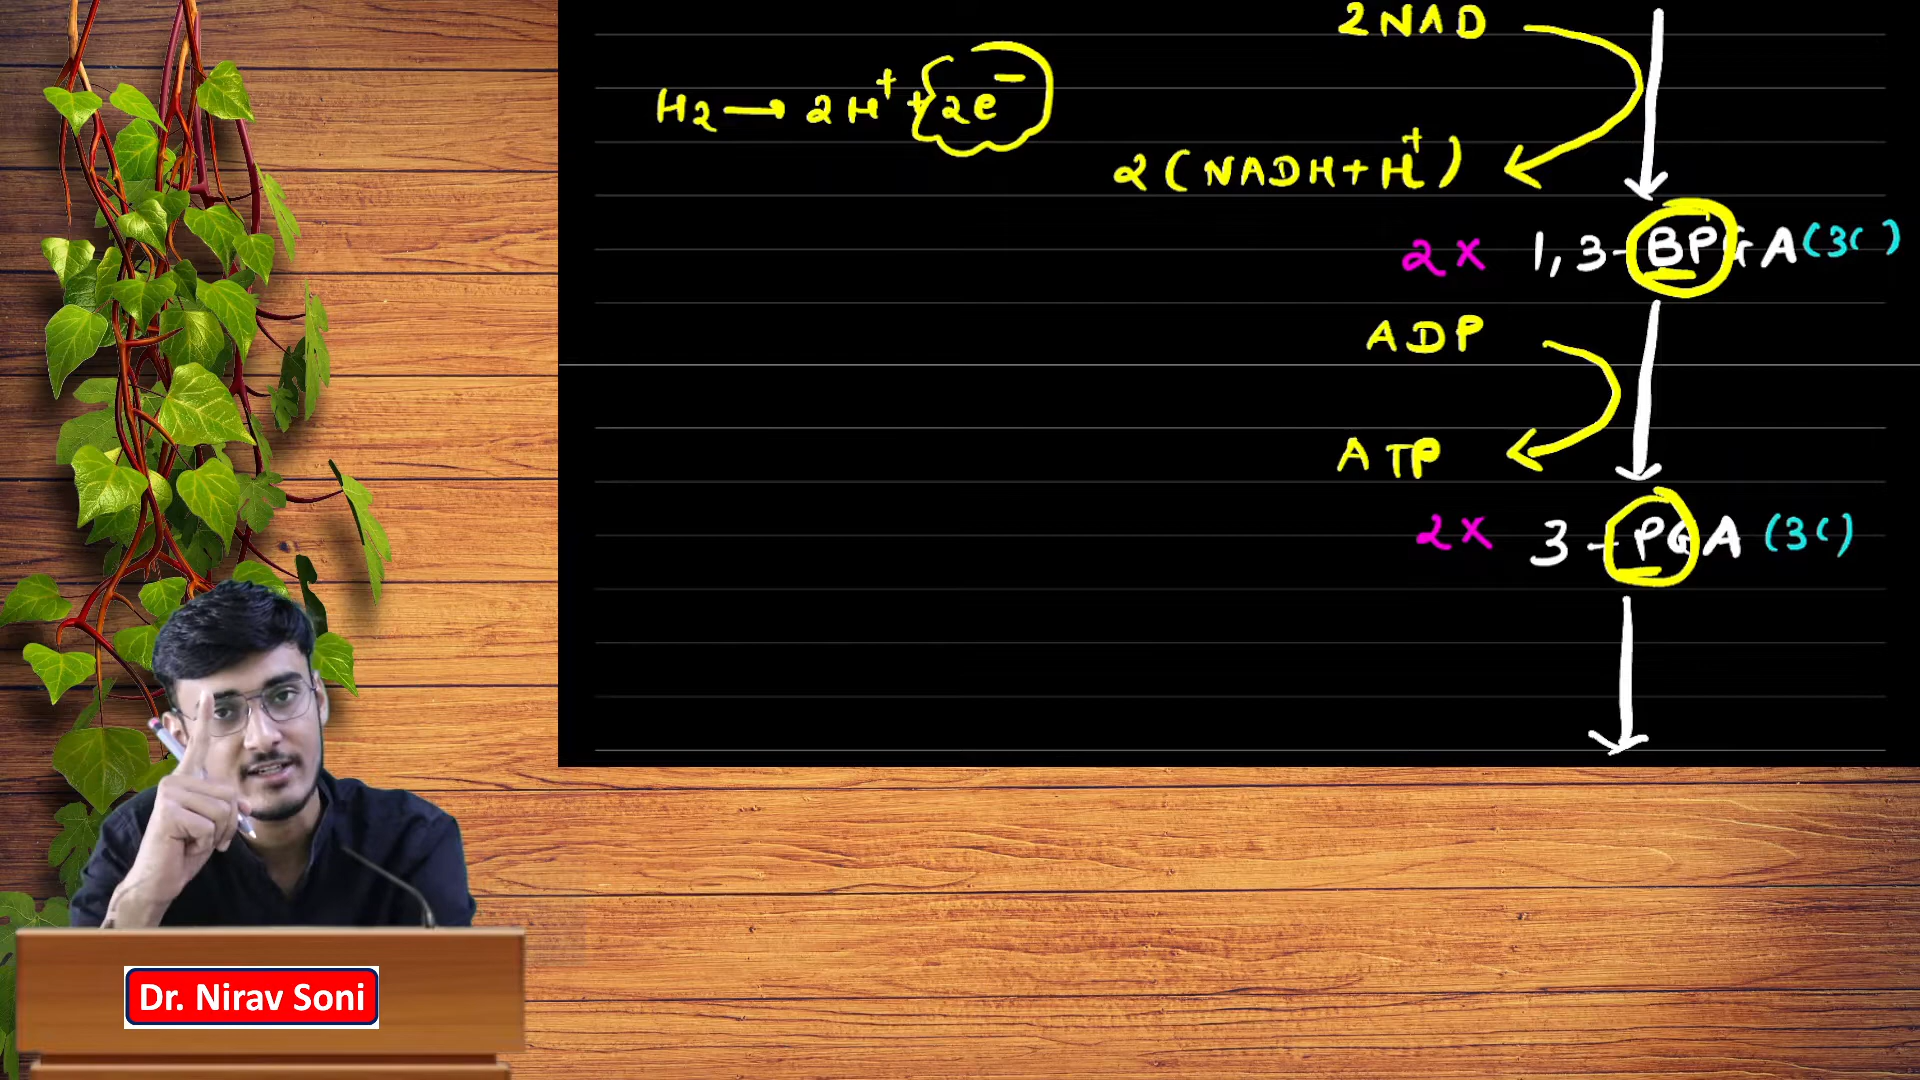 2NAD
H2 → 2H+ + 2e-
2(NADH+H+)
2X 1,3-BPGA(3C)
ADP
ATP
2X 3-PGA (3C)
Dr. Nirav Soni